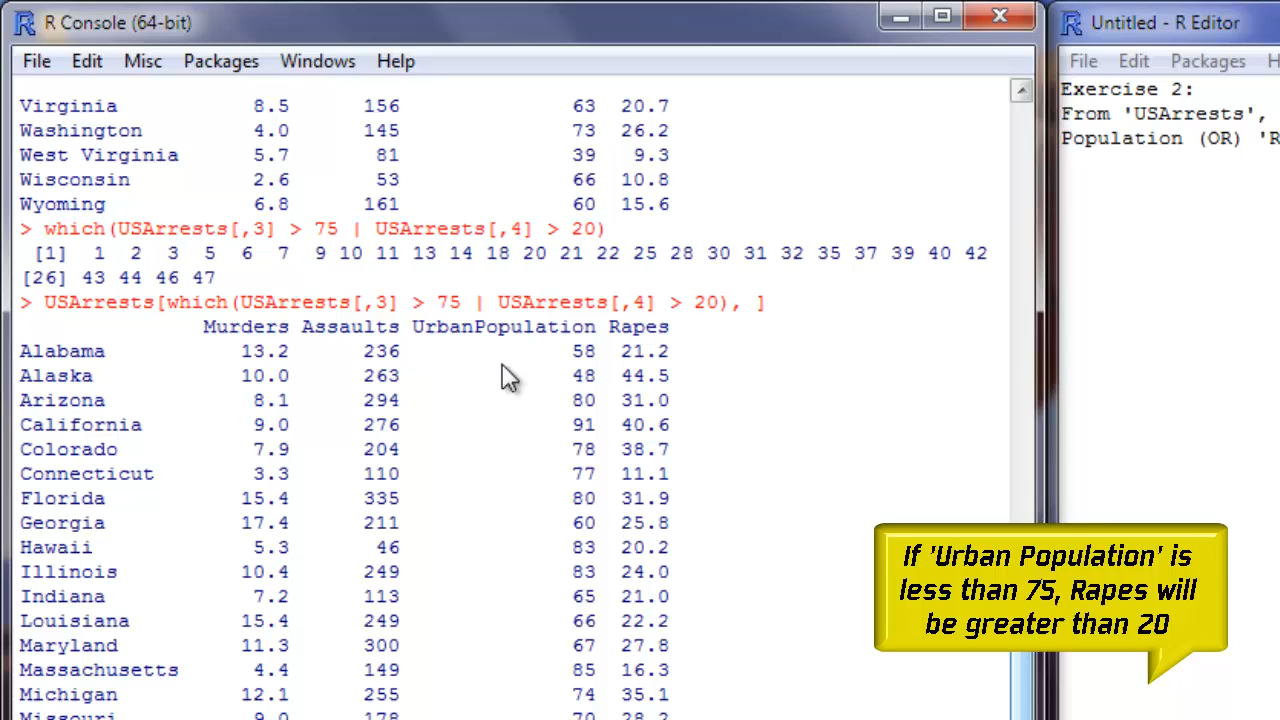 R Console (64-bit)
File Edit Misc Packages Windows Help
Virginia 8.5 156 63 20.7
Washington 4.0 145 73 26.2
West Virginia 5.7 81 39 9.3
Wisconsin 2.6 53 66 10.8
Wyoming 6.8 161 60 15.6
> which(USArrests[,3] > 75 | USArrests[,4] > 20)
[1] 1 2 3 5 6 7 9 10 11 13 14 18 20 21 22 25 28 30 31 32 35 37 39 40 42
[26] 43 44 46 47
> USArrests[which(USArrests[,3] > 75 | USArrests[,4] > 20), ]
Murders Assaults UrbanPopulation Rapes
Alabama 13.2 236 58 21.2
Alaska 10.0 263 48 44.5
Arizona 8.1 294 80 31.0
California 9.0 276 91 40.6
Colorado 7.9 204 78 38.7
Connecticut 3.3 110 77 11.1
Florida 15.4 335 80 31.9
Georgia 17.4 211 60 25.8
Hawaii 5.3 46 83 20.2
Illinois 10.4 249 83 24.0
Indiana 7.2 113 65 21.0
Louisiana 15.4 249 66 22.2
Maryland 11.3 300 67 27.8
Massachusetts 4.4 149 85 16.3
Michigan 12.1 255 74 35.1
Missouri 9.0 178 70 28.2
Untitled - R Editor
File Edit Packages H
Exercise 2:
From 'USArrests',
Population (OR) 'R
If 'Urban Population' is
less than 75, Rapes will
be greater than 20